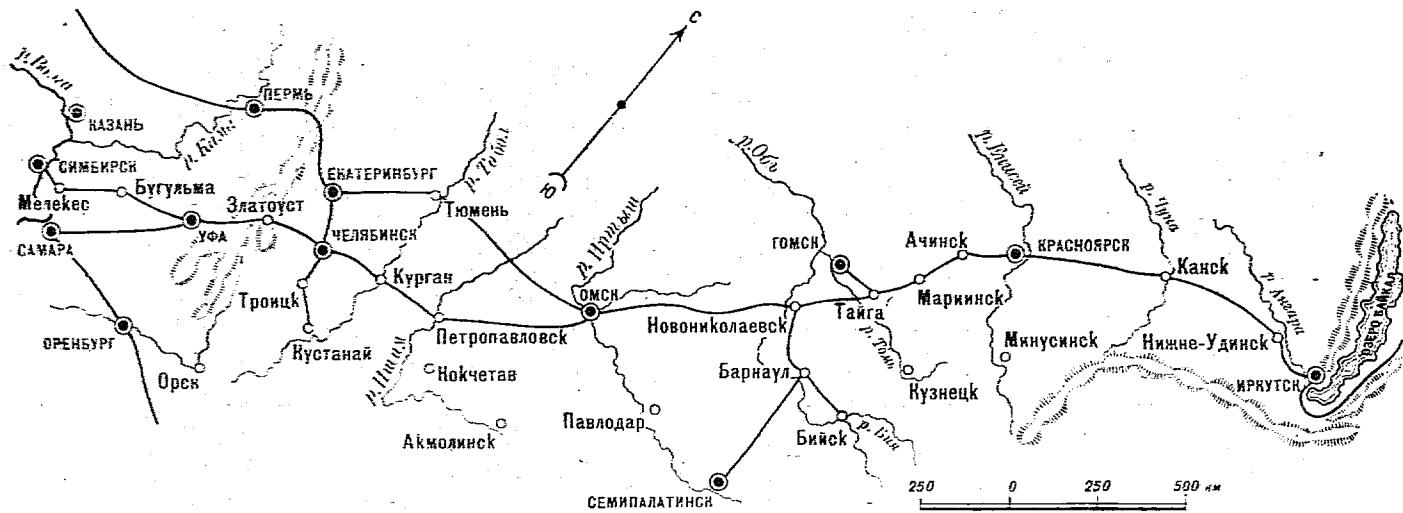 С
Ю
р. Волга
КАЗАНЬ
р. Кама
ПЕРМЬ
СИМБИРСК
Мелекес
Бугульма
САМАРА
УФА
Златоуст
ЕКАТЕРИНБУРГ
р. Тобол
Тюмень
ЧЕЛЯБИНСК
Троицк
Кустанай
Курган
ОРЕНБУРГ
Орск
р. Ишим
Петропавловск
Кокчетав
Акмолинск
р. Иртыш
ОМСК
Павлодар
СЕМИПАЛАТИНСК
р. Обь
ТОМСК
Новониколаевск
Тайга
р. Томь
Барнаул
Бийск
р. Бия
Кузнецк
Мариинск
Ачинск
р. Енисей
КРАСНОЯРСК
Минусинск
р. Чуна
Канск
Нижне-Удинск
р. Ангара
ИРКУТСК
ОЗЕРО БАЙКАЛ
250 0 250 500 км